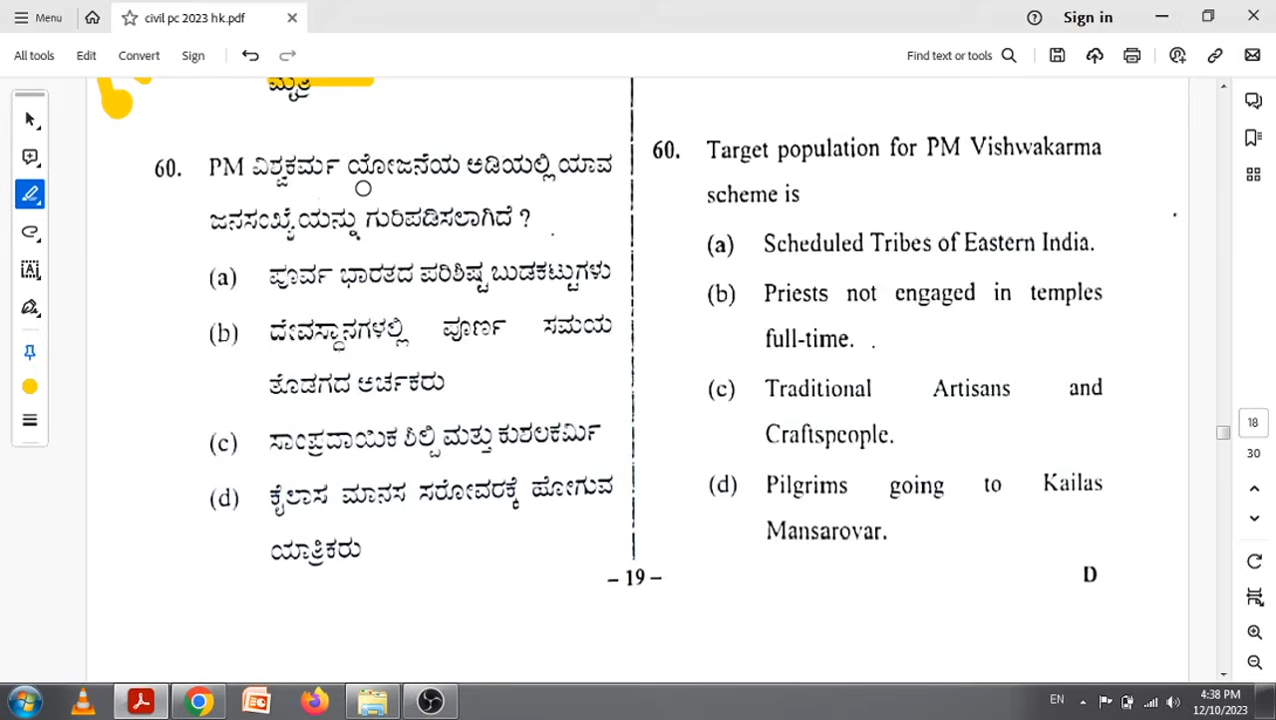 Menu
civil pc 2023 hk.pdf
Sign in
All tools Edit Convert Sign
Find text or tools
ಮೈತ್ರಿ
60. PM ವಿಶ್ವಕರ್ಮ ಯೋಜನೆಯ ಅಡಿಯಲ್ಲಿ ಯಾವ
ಜನಸಂಖ್ಯೆಯನ್ನು ಗುರಿಪಡಿಸಲಾಗಿದೆ ?
(a) ಪೂರ್ವ ಭಾರತದ ಪರಿಶಿಷ್ಟ ಬುಡಕಟ್ಟುಗಳು
(b) ದೇವಸ್ಥಾನಗಳಲ್ಲಿ ಪೂರ್ಣ ಸಮಯ
ತೊಡಗದ ಅರ್ಚಕರು
(c) ಸಾಂಪ್ರದಾಯಿಕ ಶಿಲ್ಪಿ ಮತ್ತು ಕುಶಲಕರ್ಮಿ
(d) ಕೈಲಾಸ ಮಾನಸ ಸರೋವರಕ್ಕೆ ಹೋಗುವ
ಯಾತ್ರಿಕರು
60. Target population for PM Vishwakarma
scheme is
(a) Scheduled Tribes of Eastern India.
(b) Priests not engaged in temples
full-time.
(c) Traditional Artisans and
Craftspeople.
(d) Pilgrims going to Kailas
Mansarovar.
– 19 –
D
18
30
EN
4:38 PM
12/10/2023